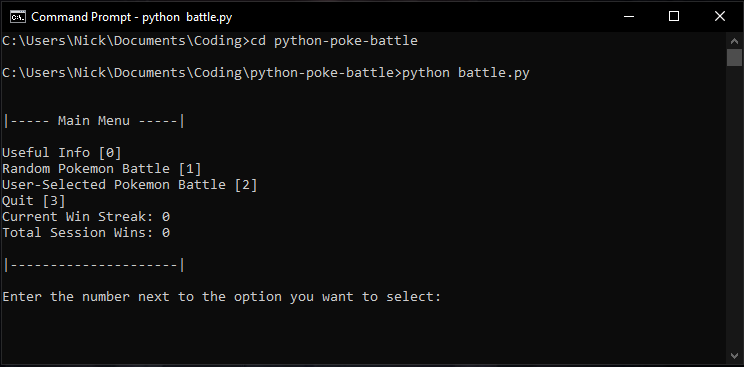 Command Prompt - python  battle.py
C:\Users\Nick\Documents\Coding>cd python-poke-battle
C:\Users\Nick\Documents\Coding\python-poke-battle>python battle.py
|----- Main Menu -----|
Useful Info [0]
Random Pokemon Battle [1]
User-Selected Pokemon Battle [2]
Quit [3]
Current Win Streak: 0
Total Session Wins: 0
|---------------------|
Enter the number next to the option you want to select: